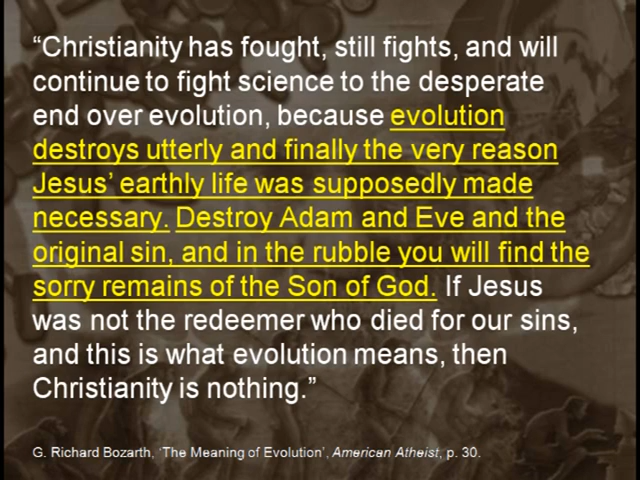 “Christianity has fought, still fights, and will
continue to fight science to the desperate
end over evolution, because evolution
destroys utterly and finally the very reason
Jesus’ earthly life was supposedly made
necessary. Destroy Adam and Eve and the
original sin, and in the rubble you will find the
sorry remains of the Son of God. If Jesus
was not the redeemer who died for our sins,
and this is what evolution means, then
Christianity is nothing.”
G. Richard Bozarth, ‘The Meaning of Evolution’, American Atheist, p. 30.